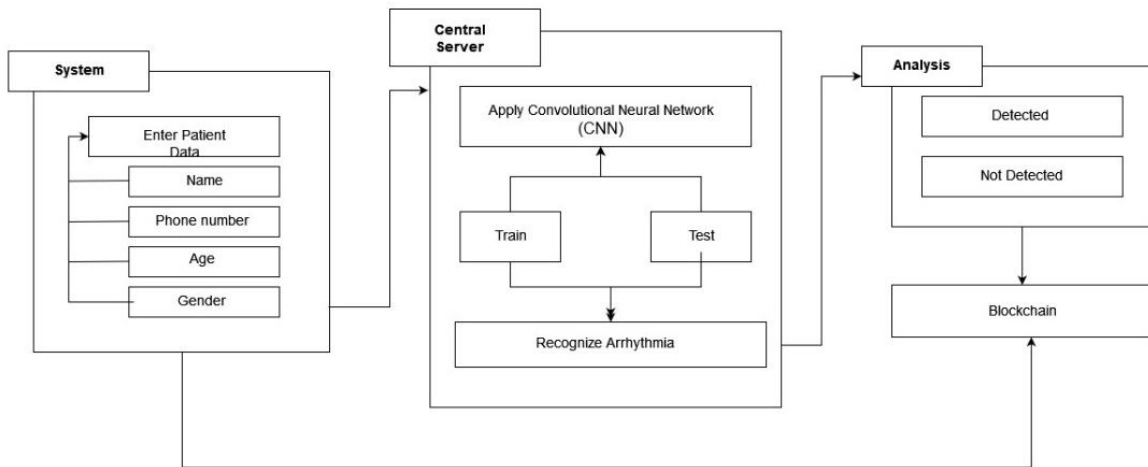 System
Enter Patient
Data
Name
Phone number
Age
Gender
Central
Server
Apply Convolutional Neural Network
(CNN)
Train
Test
Recognize Arrhythmia
Analysis
Detected
Not Detected
Blockchain